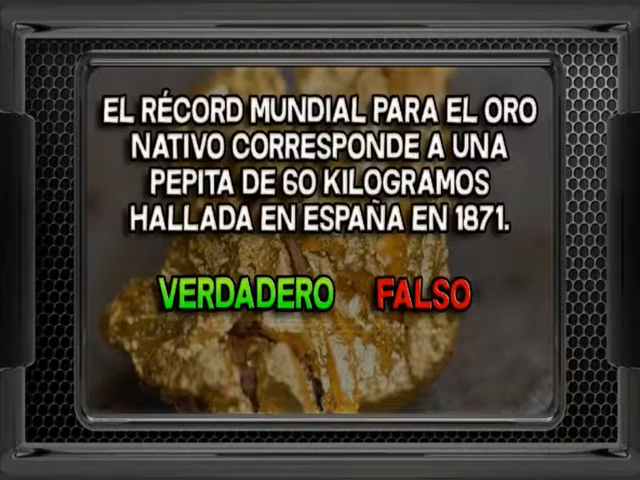 EL RÉCORD MUNDIAL PARA EL ORO
NATIVO CORRESPONDE A UNA
PEPITA DE 60 KILOGRAMOS
HALLADA EN ESPAÑA EN 1871.
VERDADERO FALSO